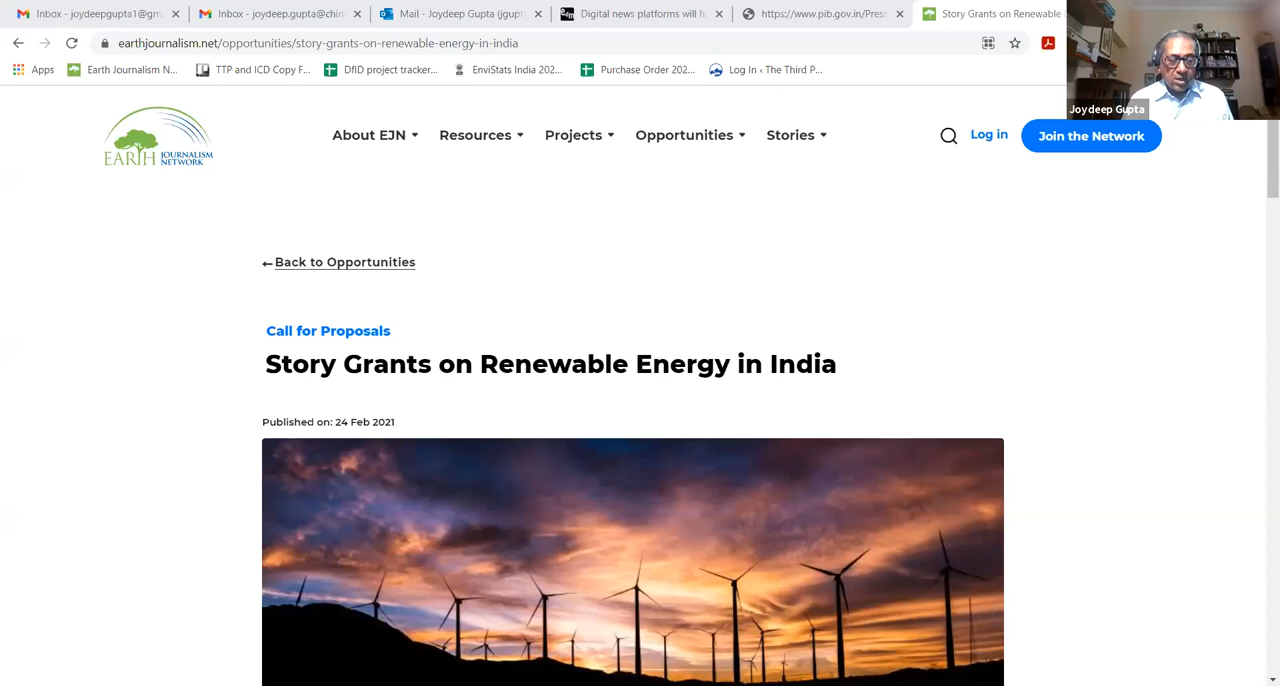 Inbox - joydeepgupta1@gm
Inbox - joydeep.gupta@chin
Mail - Joydeep Gupta (jgupt
Digital news platforms will h
https://www.pib.gov.in/Press
Story Grants on Renewable
earthjournalism.net/opportunities/story-grants-on-renewable-energy-in-india
Apps
Earth Journalism N...
TTP and ICD Copy F...
DfID project tracker...
EnviStats India 202...
Purchase Order 202...
Log In ‹ The Third P...
Joydeep Gupta
EARTH JOURNALISM NETWORK
About EJN
Resources
Projects
Opportunities
Stories
Log in
Join the Network
Back to Opportunities
Call for Proposals
Story Grants on Renewable Energy in India
Published on: 24 Feb 2021